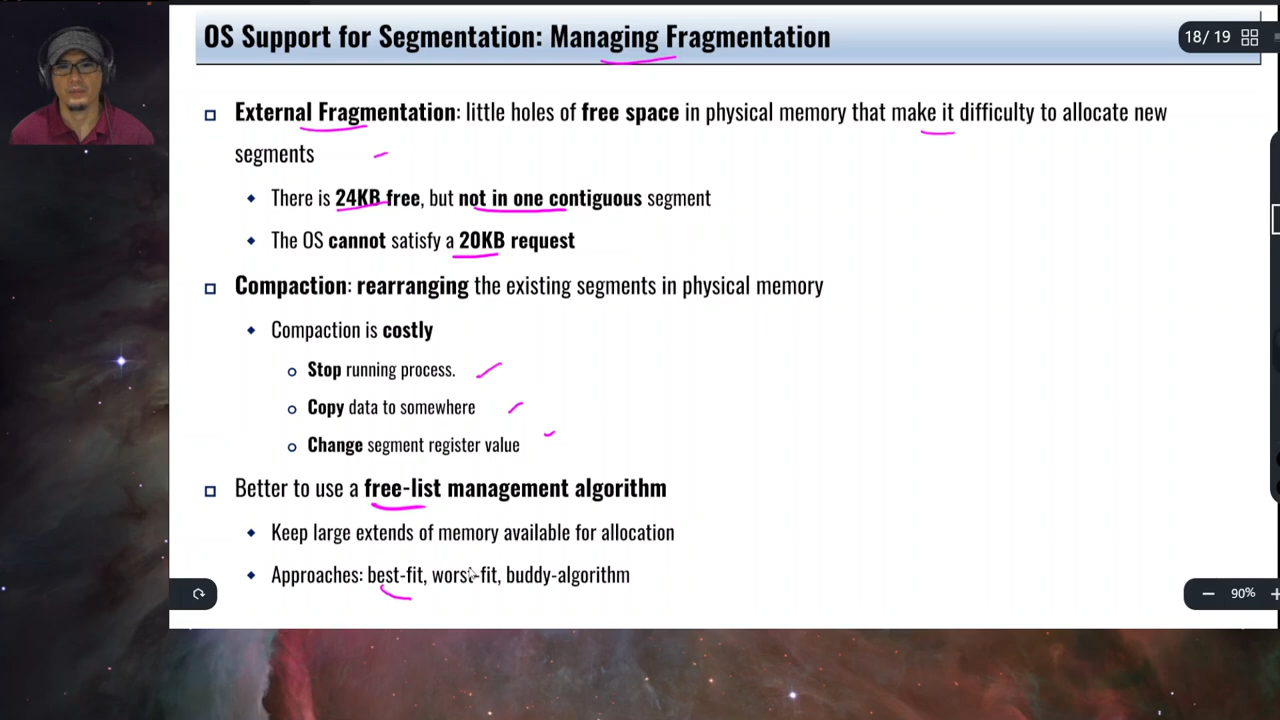 OS Support for Segmentation: Managing Fragmentation
18 / 19
External Fragmentation: little holes of free space in physical memory that make it difficulty to allocate new
segments
There is 24KB free, but not in one contiguous segment
The OS cannot satisfy a 20KB request
Compaction: rearranging the existing segments in physical memory
Compaction is costly
Stop running process.
Copy data to somewhere
Change segment register value
Better to use a free-list management algorithm
Keep large extends of memory available for allocation
Approaches: best-fit, worst-fit, buddy-algorithm
90%